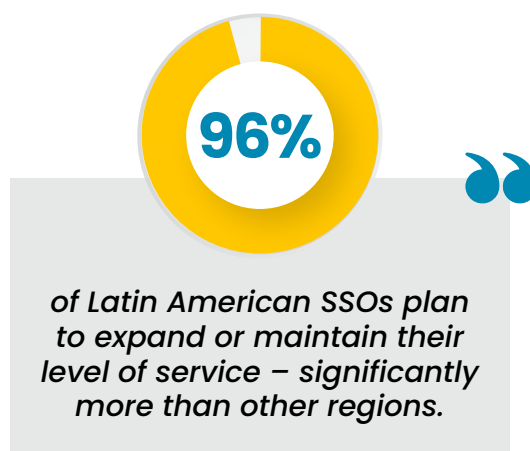 96%
“
of Latin American SSOs plan
to expand or maintain their
level of service – significantly
more than other regions.